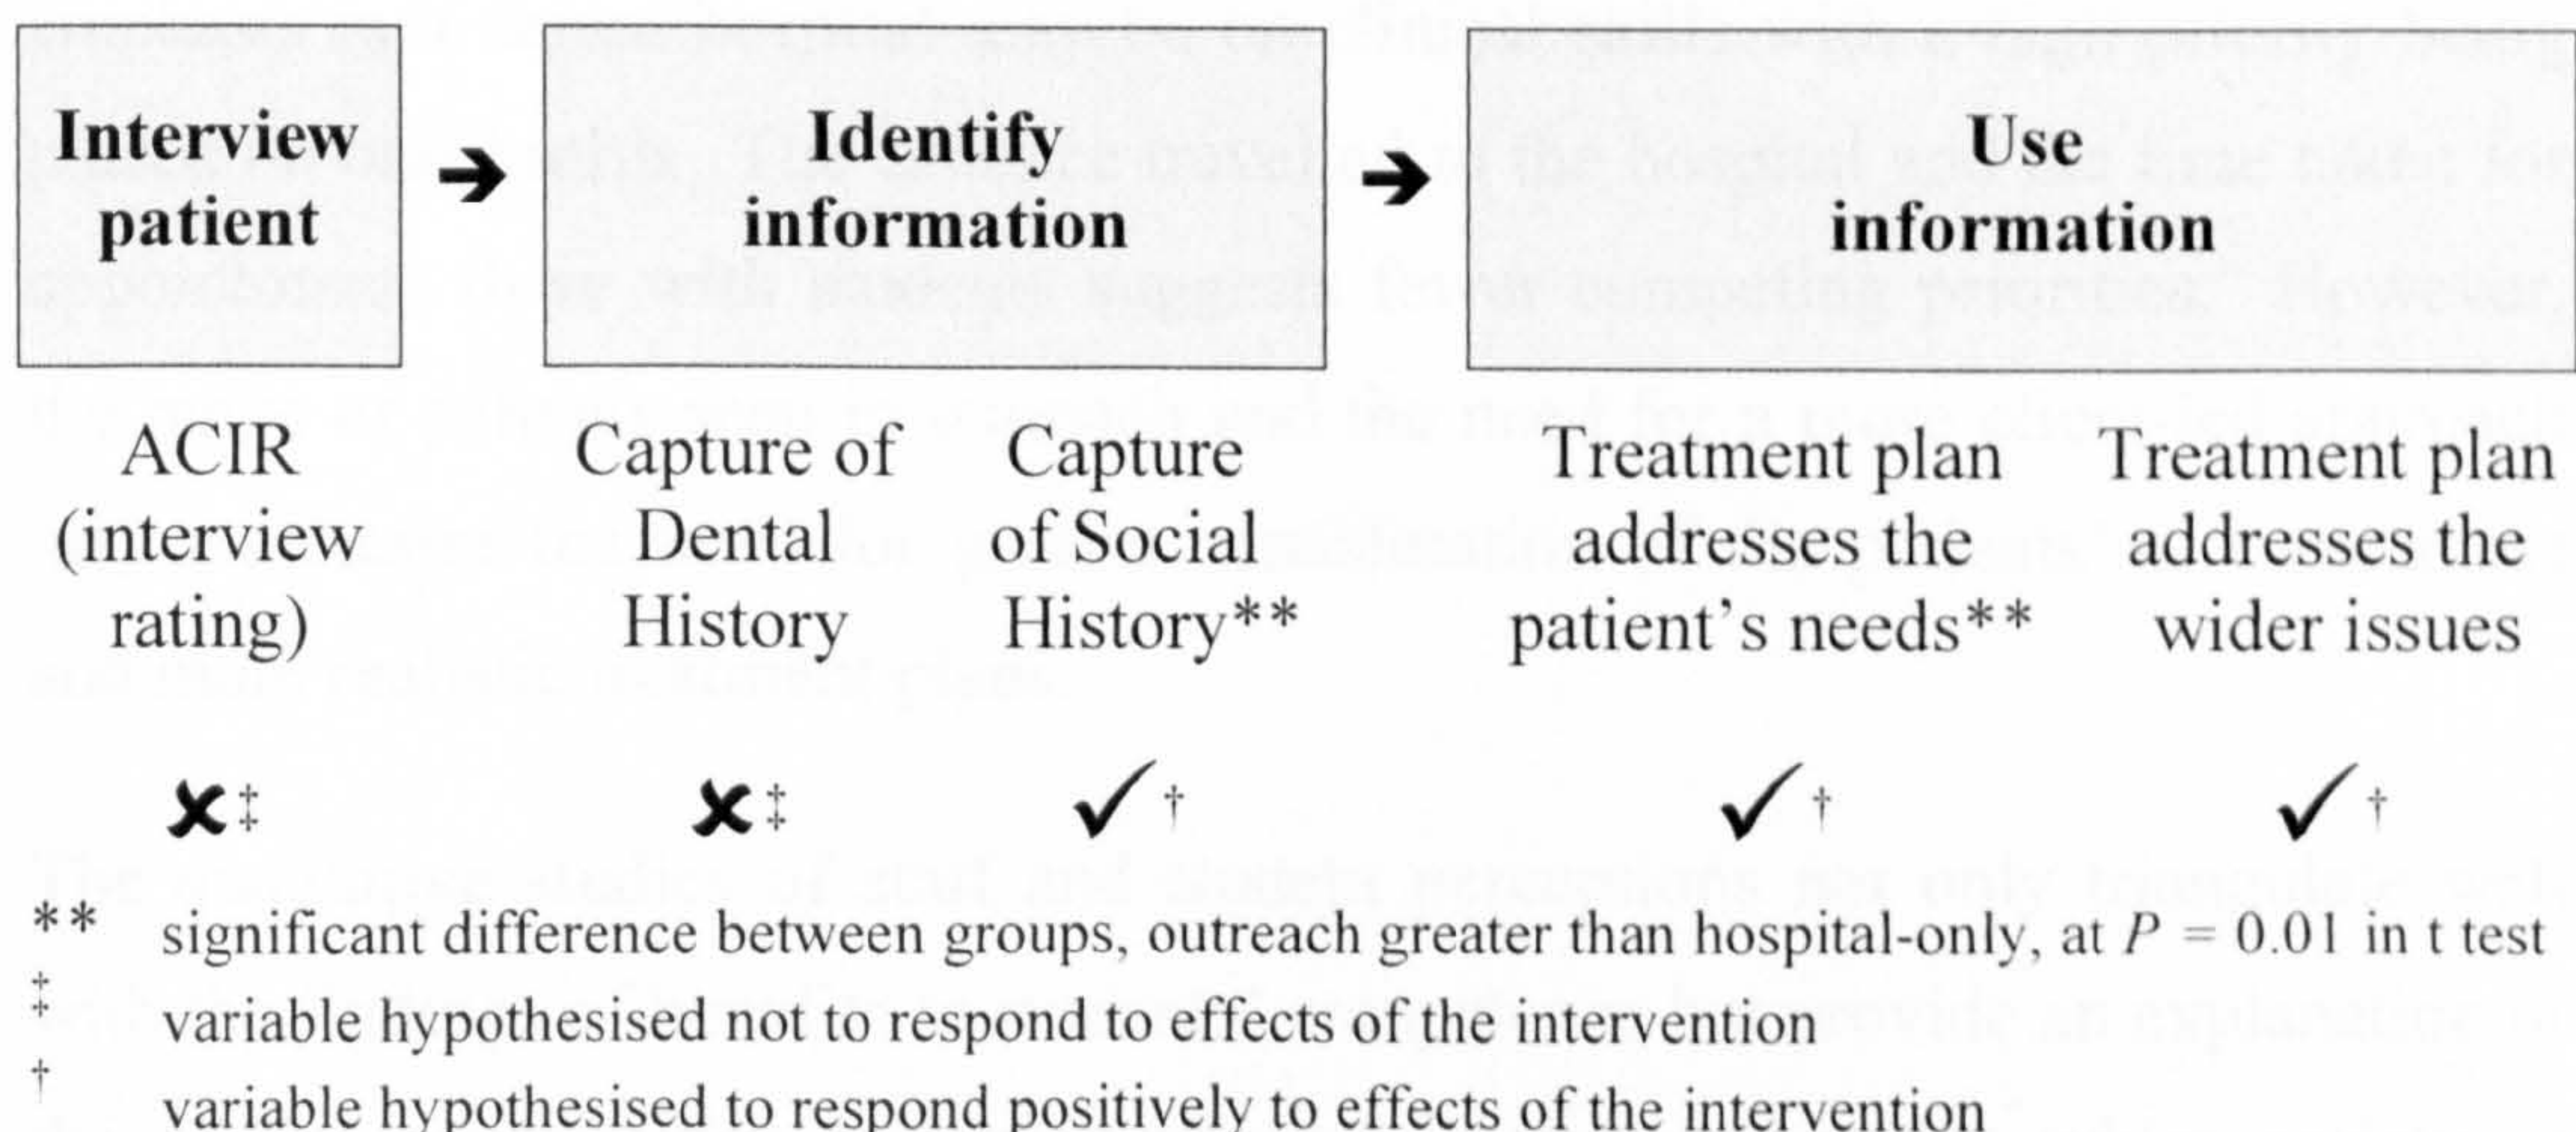 Interview
patient
➔
Identify
information
➔
Use
information
ACIR
(interview
rating)
Capture of
Dental
History
Capture
of Social
History**
Treatment plan
addresses the
patient's needs**
Treatment plan
addresses the
wider issues
✘‡
✘‡
✓†
✓†
✓†
** significant difference between groups, outreach greater than hospital-only, at P = 0.01 in t test
‡ variable hypothesised not to respond to effects of the intervention
† variable hypothesised to respond positively to effects of the intervention